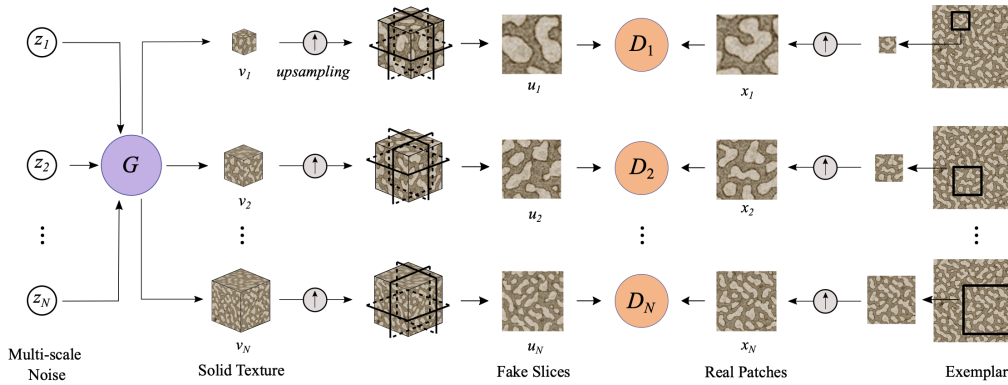 z1
v1
upsampling
u1
D1
x1
z2
G
v2
u2
D2
x2
zN
vN
uN
DN
xN
Multi-scale
Noise
Solid Texture
Fake Slices
Real Patches
Exemplar